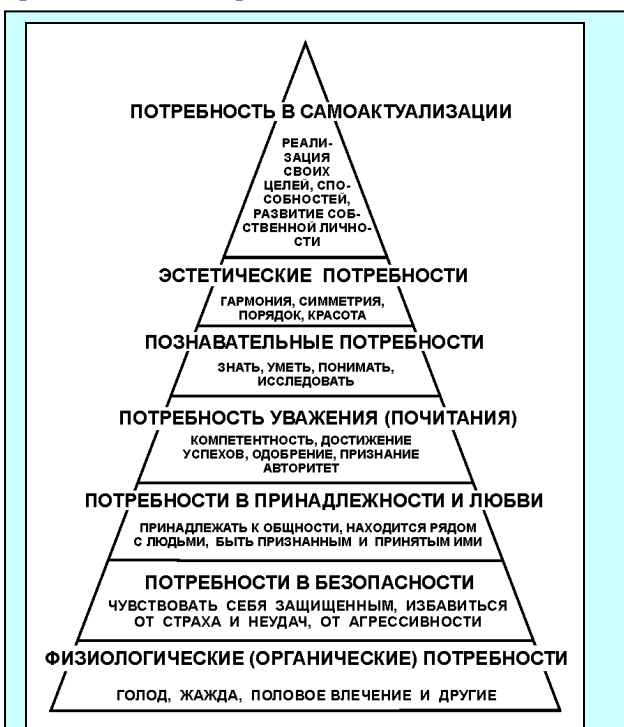 ПОТРЕБНОСТЬ В САМОАКТУАЛИЗАЦИИ
РЕАЛИ-
ЗАЦИЯ
СВОИХ
ЦЕЛЕЙ, СПО-
СОБНОСТЕЙ,
РАЗВИТИЕ СОБ-
СТВЕННОЙ ЛИЧНО-
СТИ
ЭСТЕТИЧЕСКИЕ ПОТРЕБНОСТИ
ГАРМОНИЯ, СИММЕТРИЯ,
ПОРЯДОК, КРАСОТА
ПОЗНАВАТЕЛЬНЫЕ ПОТРЕБНОСТИ
ЗНАТЬ, УМЕТЬ, ПОНИМАТЬ,
ИССЛЕДОВАТЬ
ПОТРЕБНОСТЬ УВАЖЕНИЯ (ПОЧИТАНИЯ)
КОМПЕТЕНТНОСТЬ, ДОСТИЖЕНИЕ
УСПЕХОВ, ОДОБРЕНИЕ, ПРИЗНАНИЕ
АВТОРИТЕТ
ПОТРЕБНОСТИ В ПРИНАДЛЕЖНОСТИ И ЛЮБВИ
ПРИНАДЛЕЖАТЬ К ОБЩНОСТИ, НАХОДИТСЯ РЯДОМ
С ЛЮДЬМИ, БЫТЬ ПРИЗНАННЫМ И ПРИНЯТЫМ ИМИ
ПОТРЕБНОСТИ В БЕЗОПАСНОСТИ
ЧУВСТВОВАТЬ СЕБЯ ЗАЩИЩЕННЫМ, ИЗБАВИТЬСЯ
ОТ СТРАХА И НЕУДАЧ, ОТ АГРЕССИВНОСТИ
ФИЗИОЛОГИЧЕСКИЕ (ОРГАНИЧЕСКИЕ) ПОТРЕБНОСТИ
ГОЛОД, ЖАЖДА, ПОЛОВОЕ ВЛЕЧЕНИЕ И ДРУГИЕ